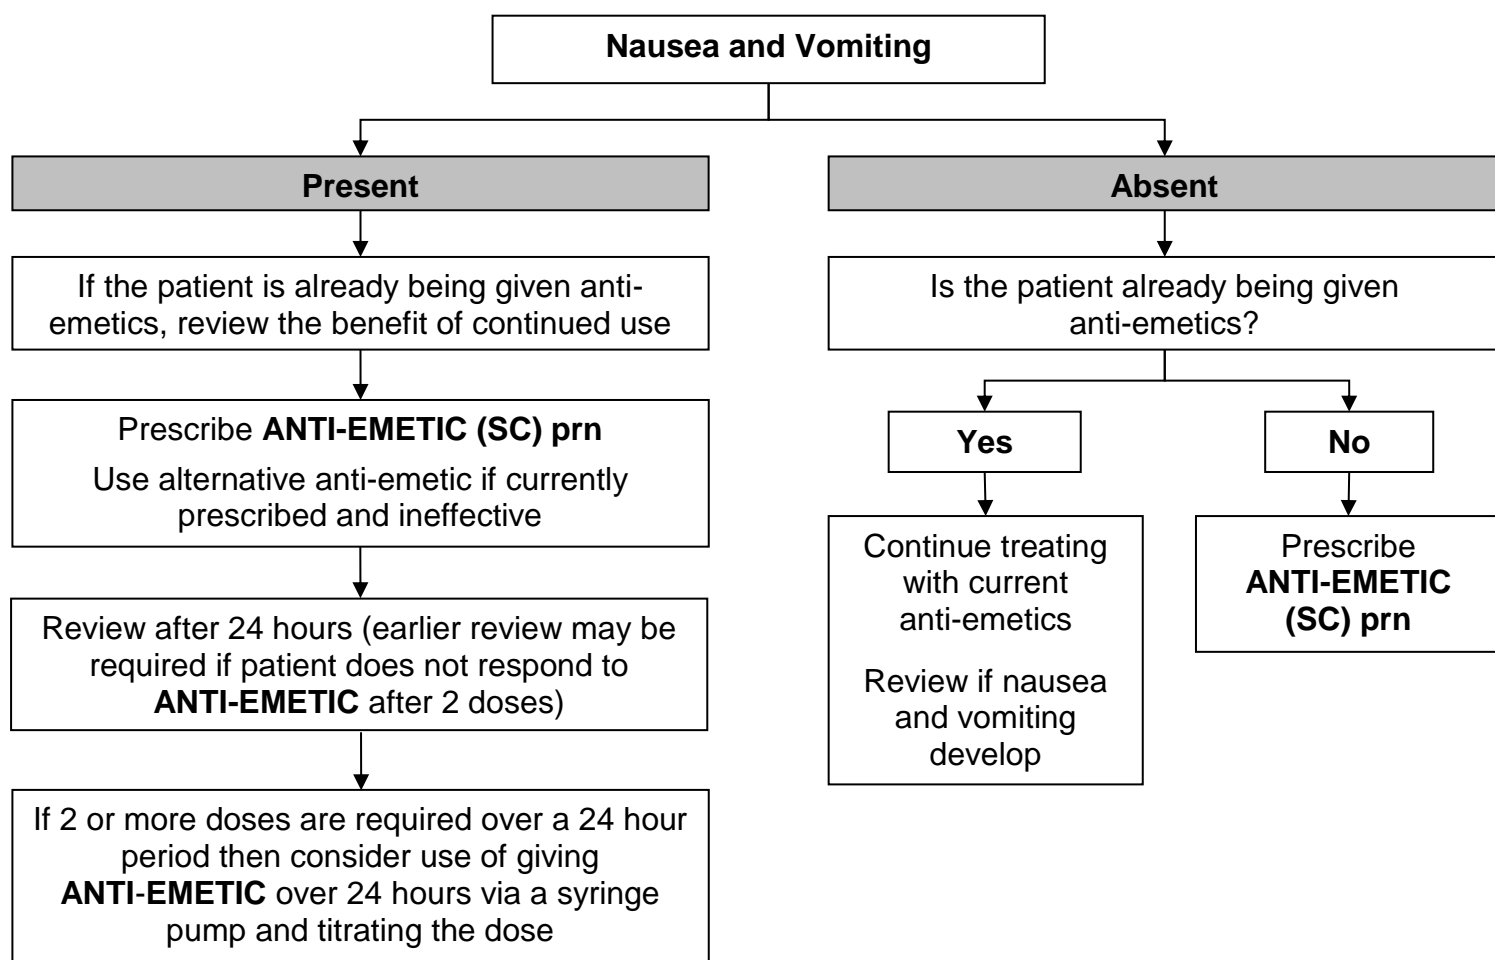 Nausea and Vomiting
Present
If the patient is already being given anti-
emetics, review the benefit of continued use
Prescribe ANTI-EMETIC (SC) prn
Use alternative anti-emetic if currently
prescribed and ineffective
Review after 24 hours (earlier review may be
required if patient does not respond to
ANTI-EMETIC after 2 doses)
If 2 or more doses are required over a 24 hour
period then consider use of giving
ANTI-EMETIC over 24 hours via a syringe
pump and titrating the dose
Absent
Is the patient already being given
anti-emetics?
Yes
Continue treating
with current
anti-emetics
Review if nausea
and vomiting
develop
No
Prescribe
ANTI-EMETIC
(SC) prn